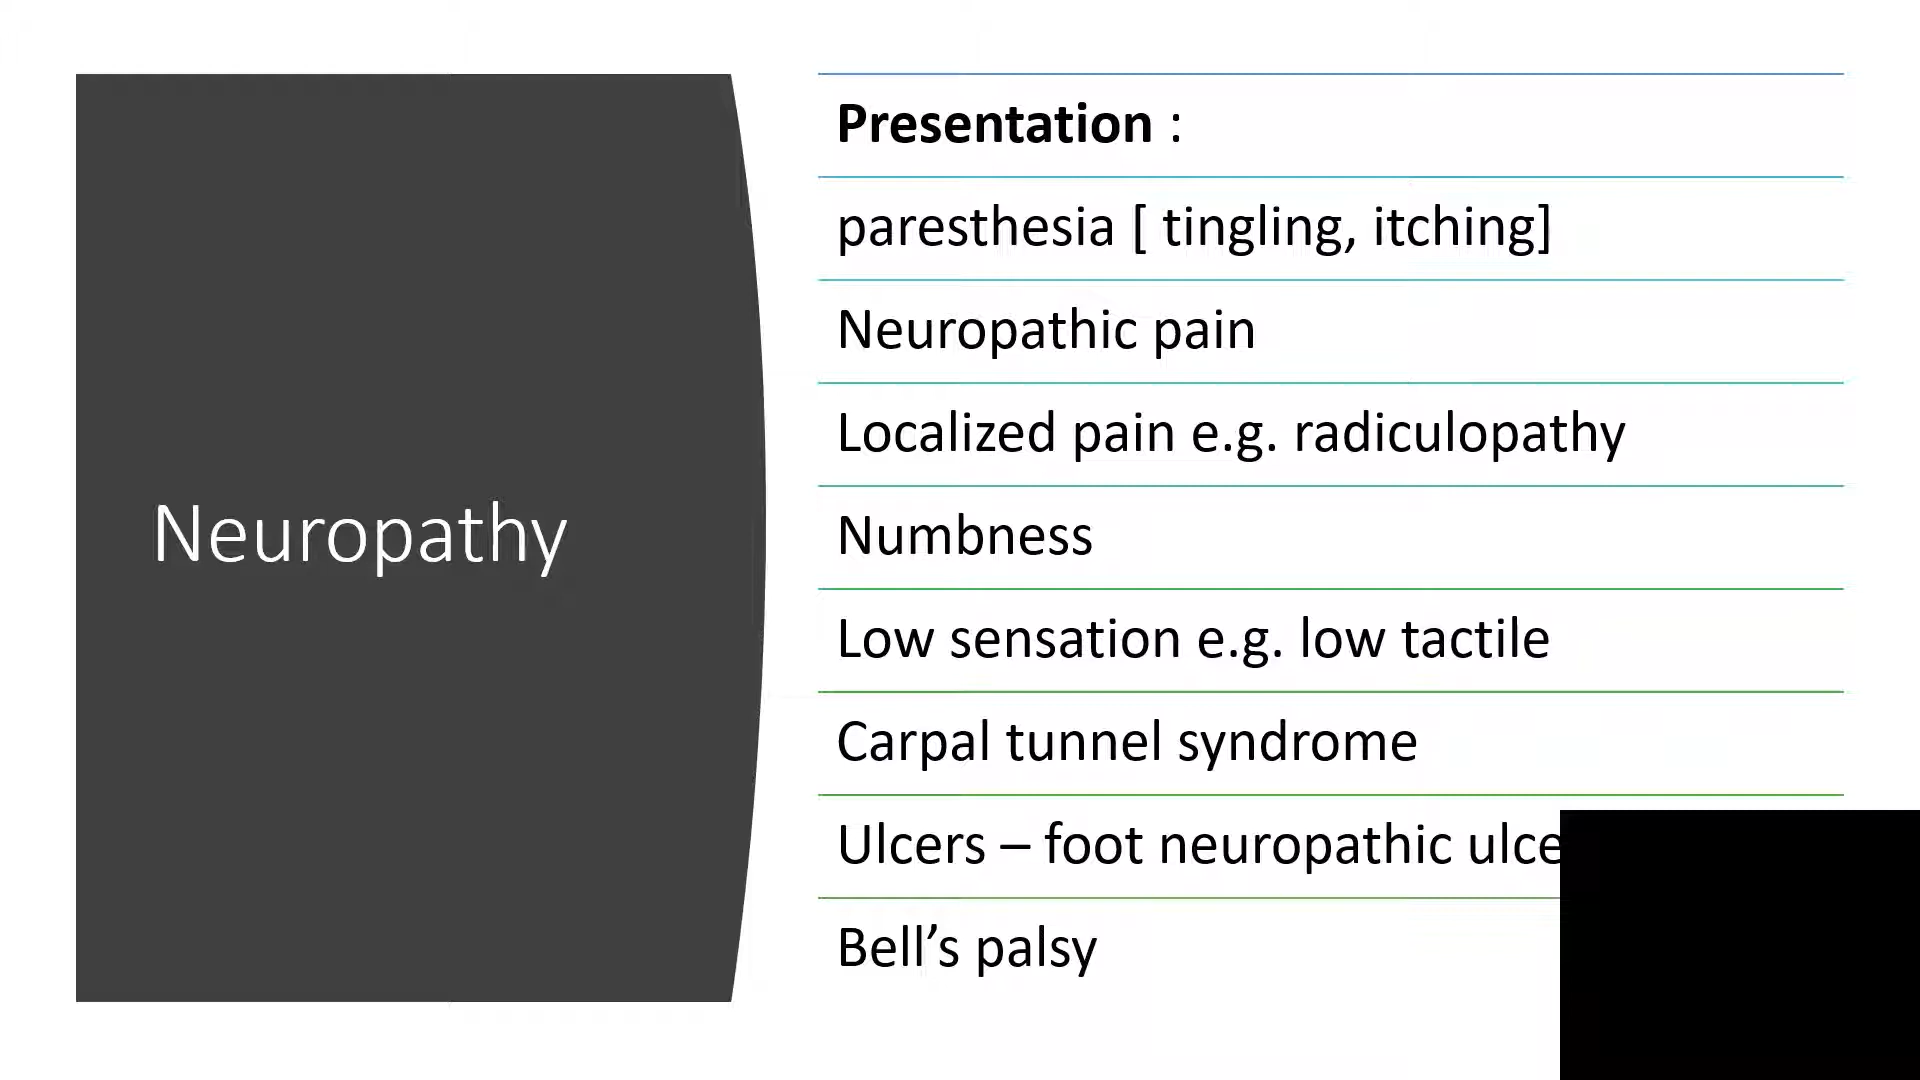 Neuropathy
Presentation :
paresthesia [ tingling, itching]
Neuropathic pain
Localized pain e.g. radiculopathy
Numbness
Low sensation e.g. low tactile
Carpal tunnel syndrome
Ulcers – foot neuropathic
Bell’s palsy